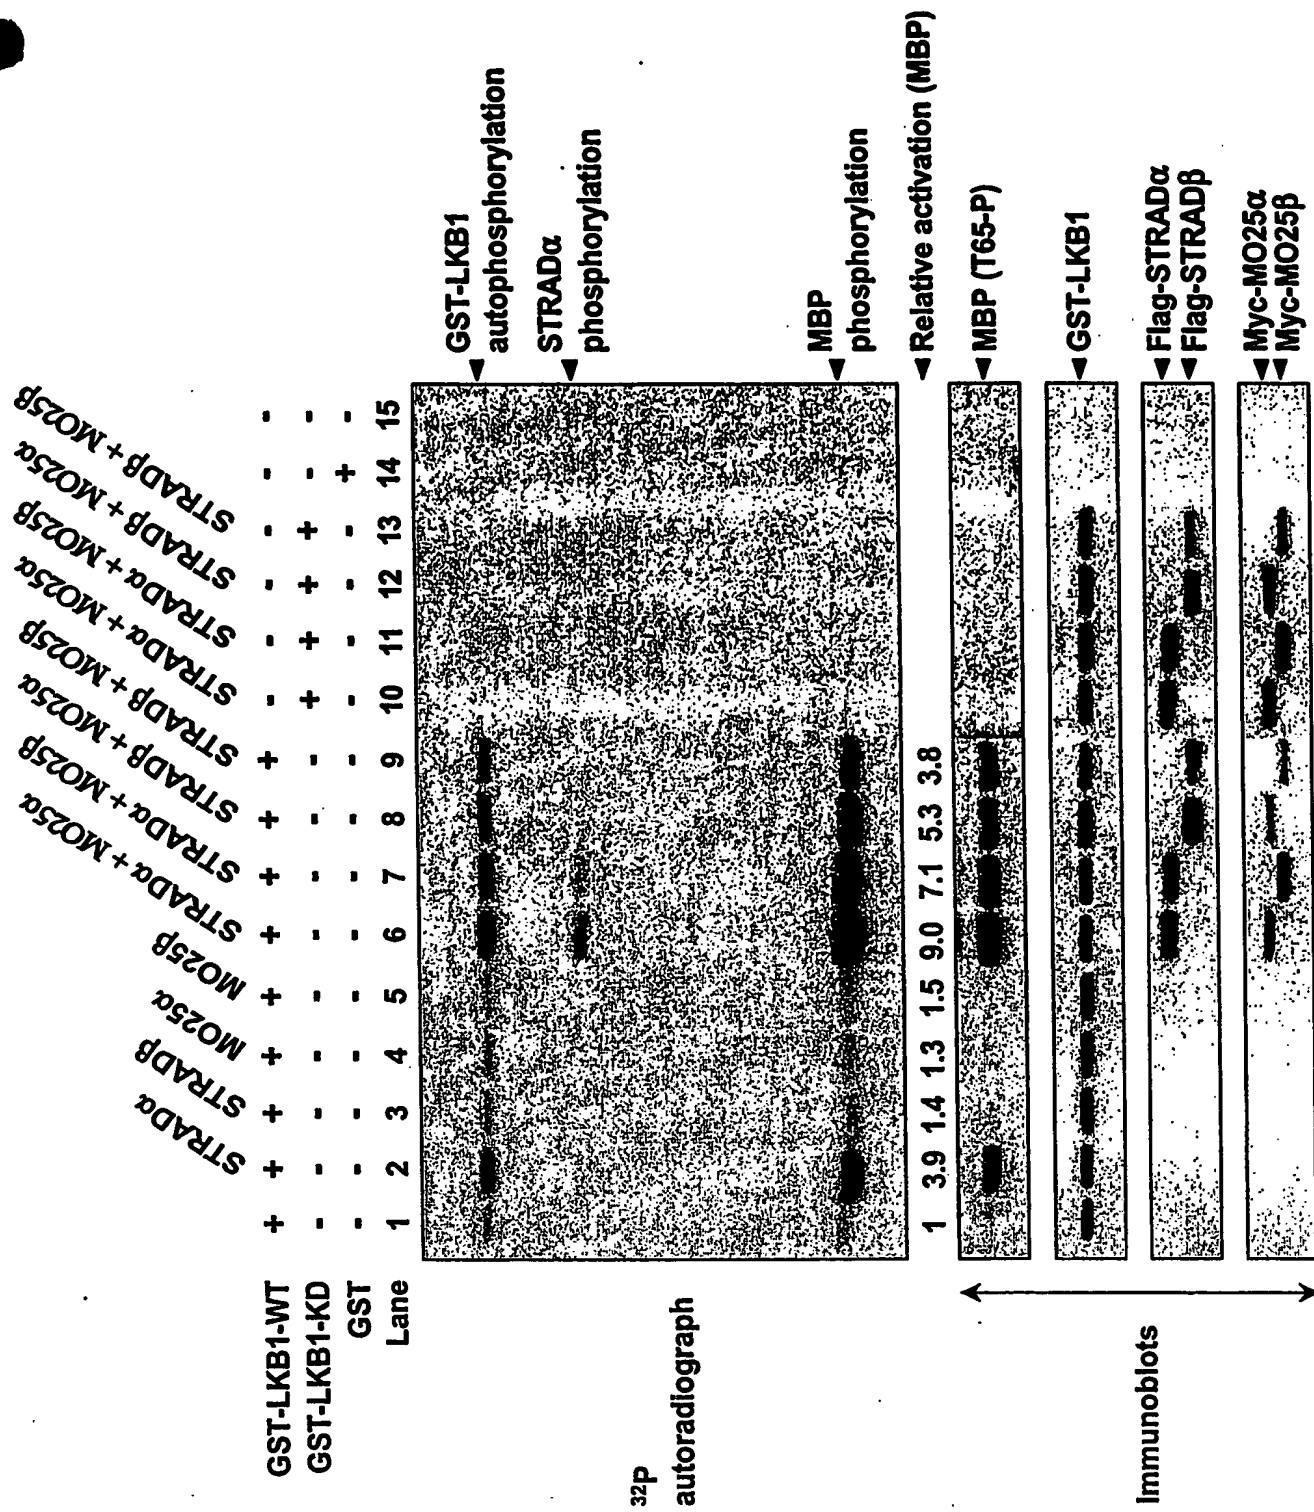 STRADα
STRADβ
MO25α
MO25β
STRADα + MO25α
STRADα + MO25β
STRADβ + MO25α
STRADβ + MO25β
STRADα + MO25α
STRADα + MO25β
STRADβ + MO25α
STRADβ + MO25β
GST-LKB1-WT + + + + + + + + + - - - - - -
GST-LKB1-KD - - - - - - - - - + + + + - -
GST - - - - - - - - - - - - - + -
Lane 1 2 3 4 5 6 7 8 9 10 11 12 13 14 15
32P
autoradiograph
GST-LKB1
autophosphorylation
STRADα
phosphorylation
MBP
phosphorylation
1 3.9 1.4 1.3 1.5 9.0 7.1 5.3 3.8 Relative activation (MBP)
Immunoblots
MBP (T65-P)
GST-LKB1
Flag-STRADα
Flag-STRADβ
Myc-MO25α
Myc-MO25β